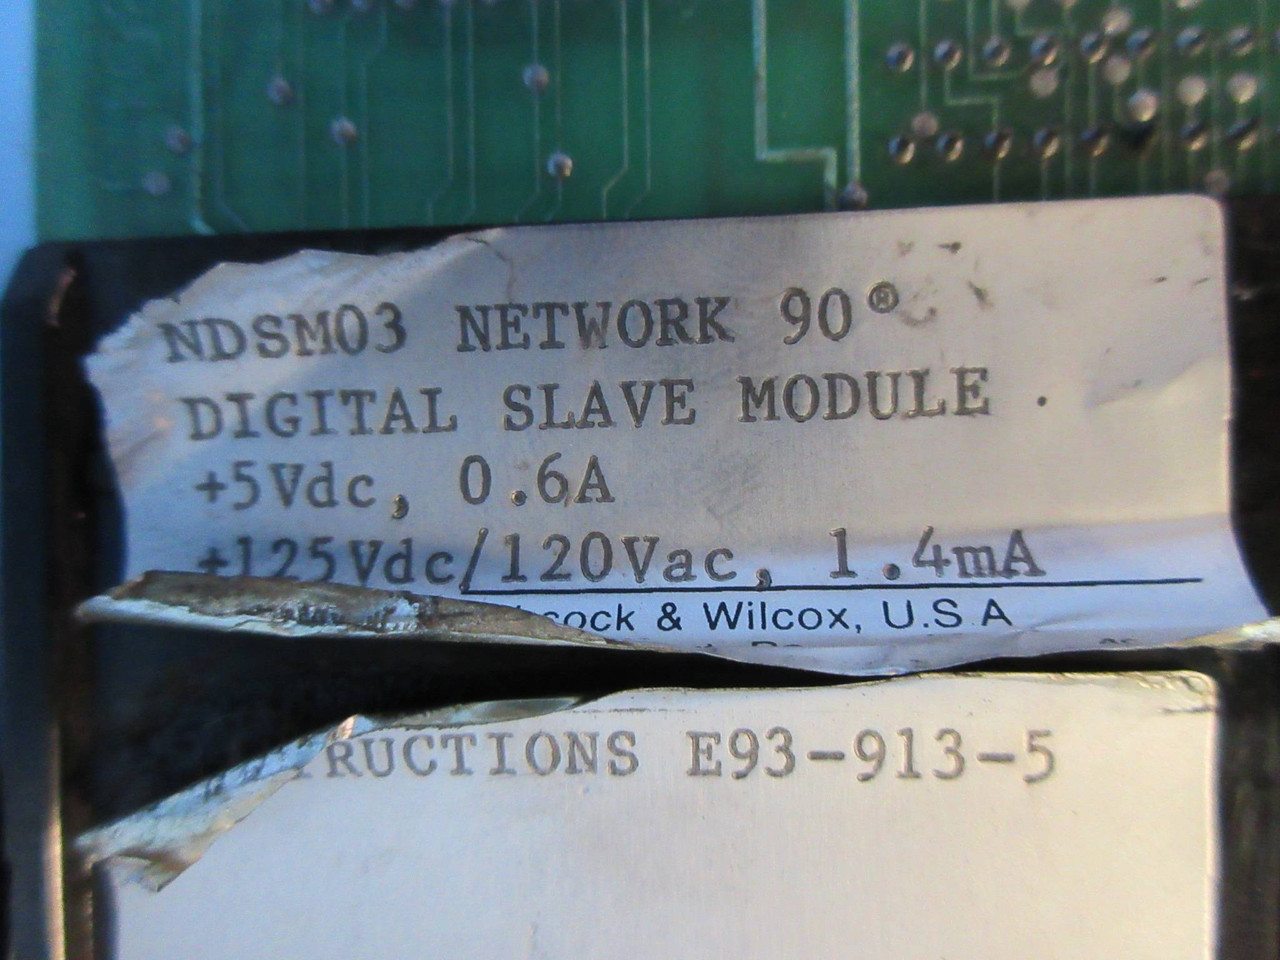 NDSM03 NETWORK 90®
DIGITAL SLAVE MODULE
+5Vdc, 0.6A
+125Vdc/120Vac, 1.4mA
cock & Wilcox, U.S.A
RUCTIONS E93-913-5